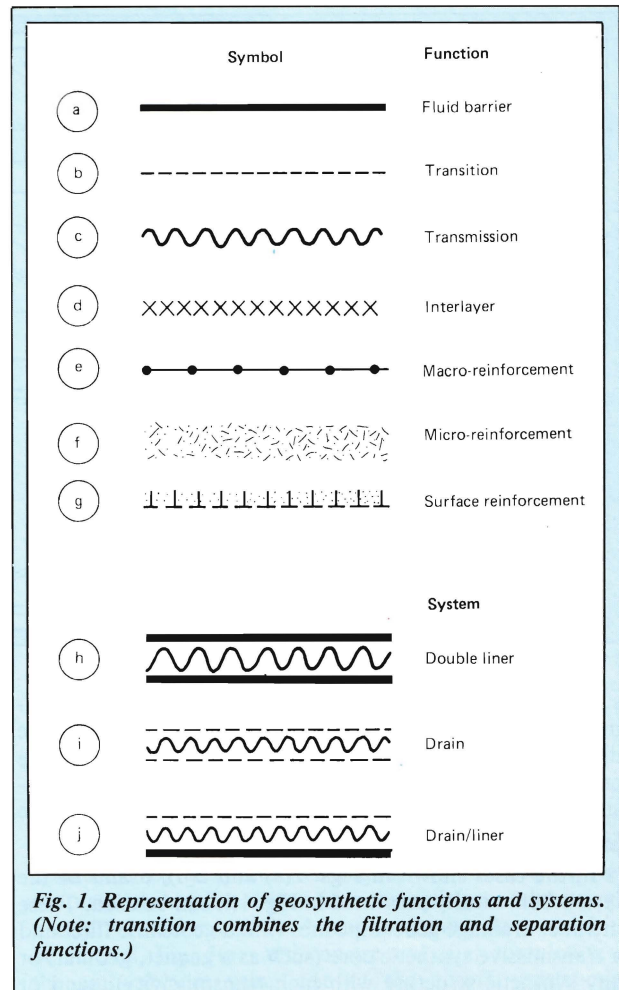 Symbol Function
a Fluid barrier
b Transition
c Transmission
d Interlayer
e Macro-reinforcement
f Micro-reinforcement
g Surface reinforcement
System
h Double liner
i Drain
j Drain/liner
Fig. 1. Representation of geosynthetic functions and systems.
(Note: transition combines the filtration and separation
functions.)